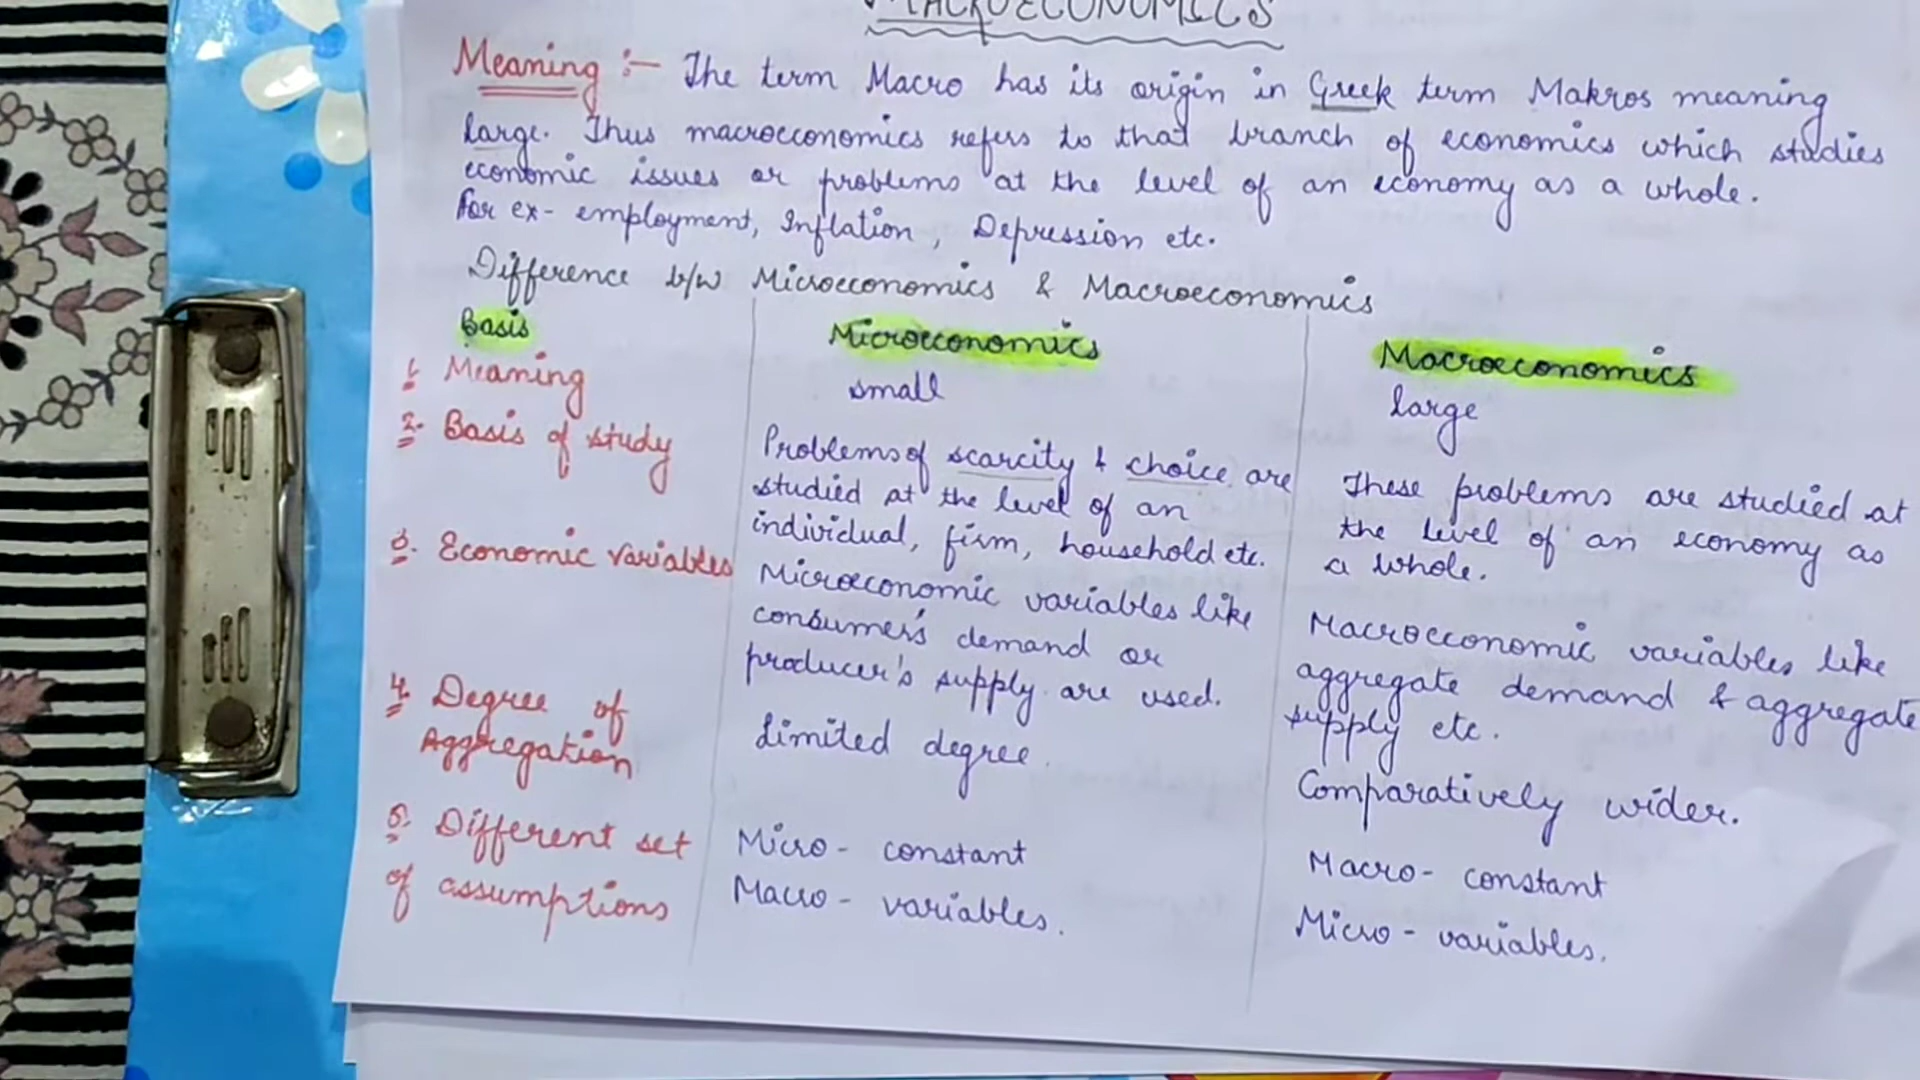 MACROECONOMICS
Meaning :- The term Macro has its origin in Greek term Makros meaning
large. Thus macroeconomics refers to that branch of economics which studies
economic issues or problems at the level of an economy as a whole.
For ex- employment, Inflation, Depression etc.
Difference b/w Microeconomics & Macroeconomics
Basis
Microeconomics
Macroeconomics
1. Meaning
small
large
2. Basis of study
Problems of scarcity & choice are
studied at the level of an
individual, firm, household etc.
These problems are studied at
the level of an economy as
a whole.
3. Economic variables
Microeconomic variables like
consumer's demand or
producer's supply are used.
Macroeconomic variables like
aggregate demand & aggregate
supply etc.
4. Degree of
Aggregation
Limited degree
Comparatively wider.
5. Different set
of assumptions
Micro - constant
Macro - variables.
Macro - constant
Micro - variables.